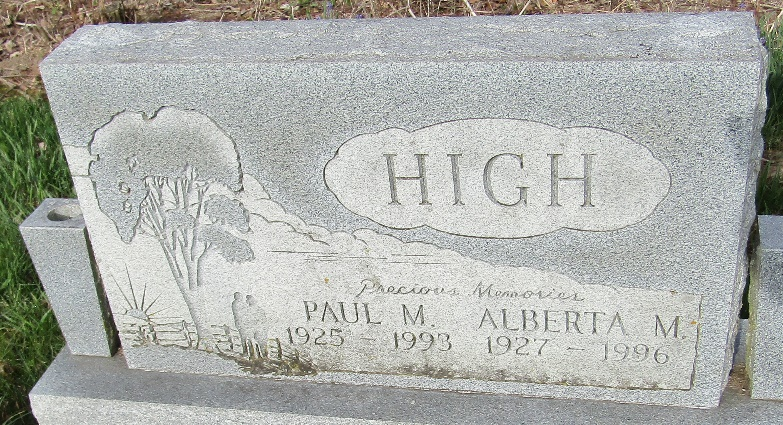 HIGH
Precious Memories
PAUL M. ALBERTA M.
1925 - 1993 1927 - 1996